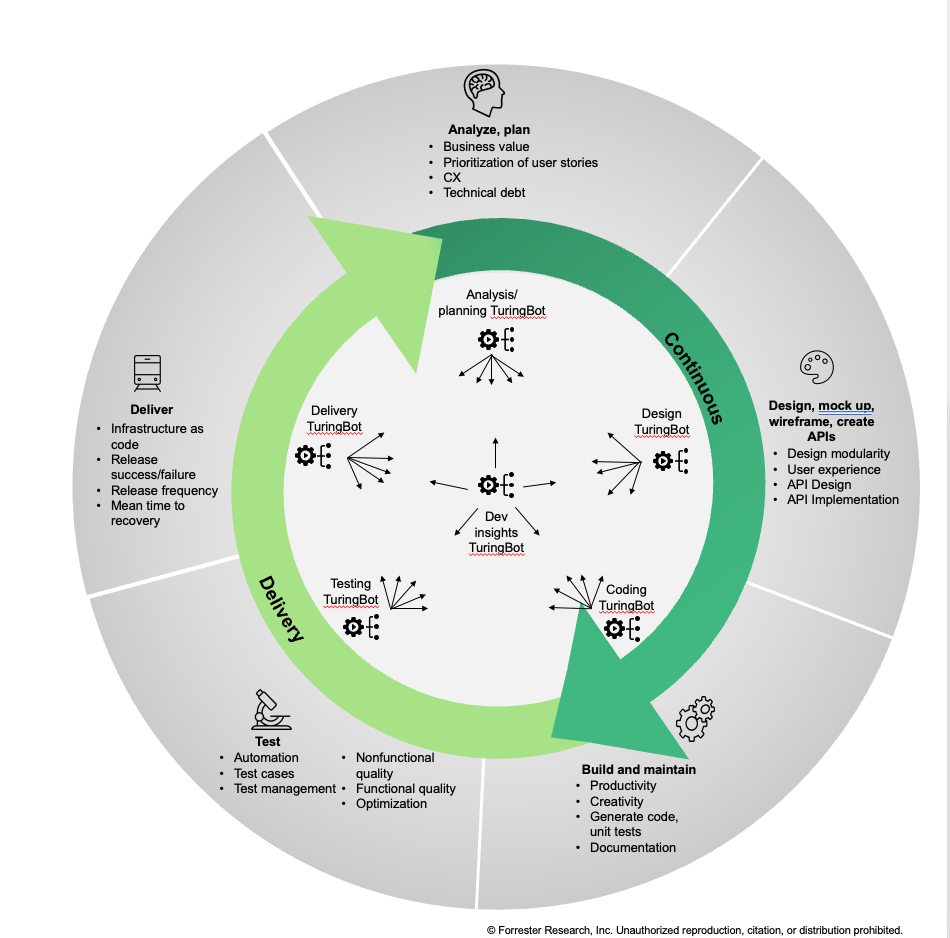 Analyze, plan
• Business value
• Prioritization of user stories
• CX
• Technical debt
Continuous
Design, mock up,
wireframe, create
APIs
• Design modularity
• User experience
• API Design
• API Implementation
Build and maintain
• Productivity
• Creativity
• Generate code,
unit tests
• Documentation
Test
• Automation
• Test cases
• Test management
• Nonfunctional
quality
• Functional quality
• Optimization
Delivery
Deliver
• Infrastructure as
code
• Release
success/failure
• Release frequency
• Mean time to
recovery
Analysis/
planning TuringBot
Design
TuringBot
Coding
TuringBot
Testing
TuringBot
Delivery
TuringBot
Dev
insights
TuringBot
© Forrester Research, Inc. Unauthorized reproduction, citation, or distribution prohibited.